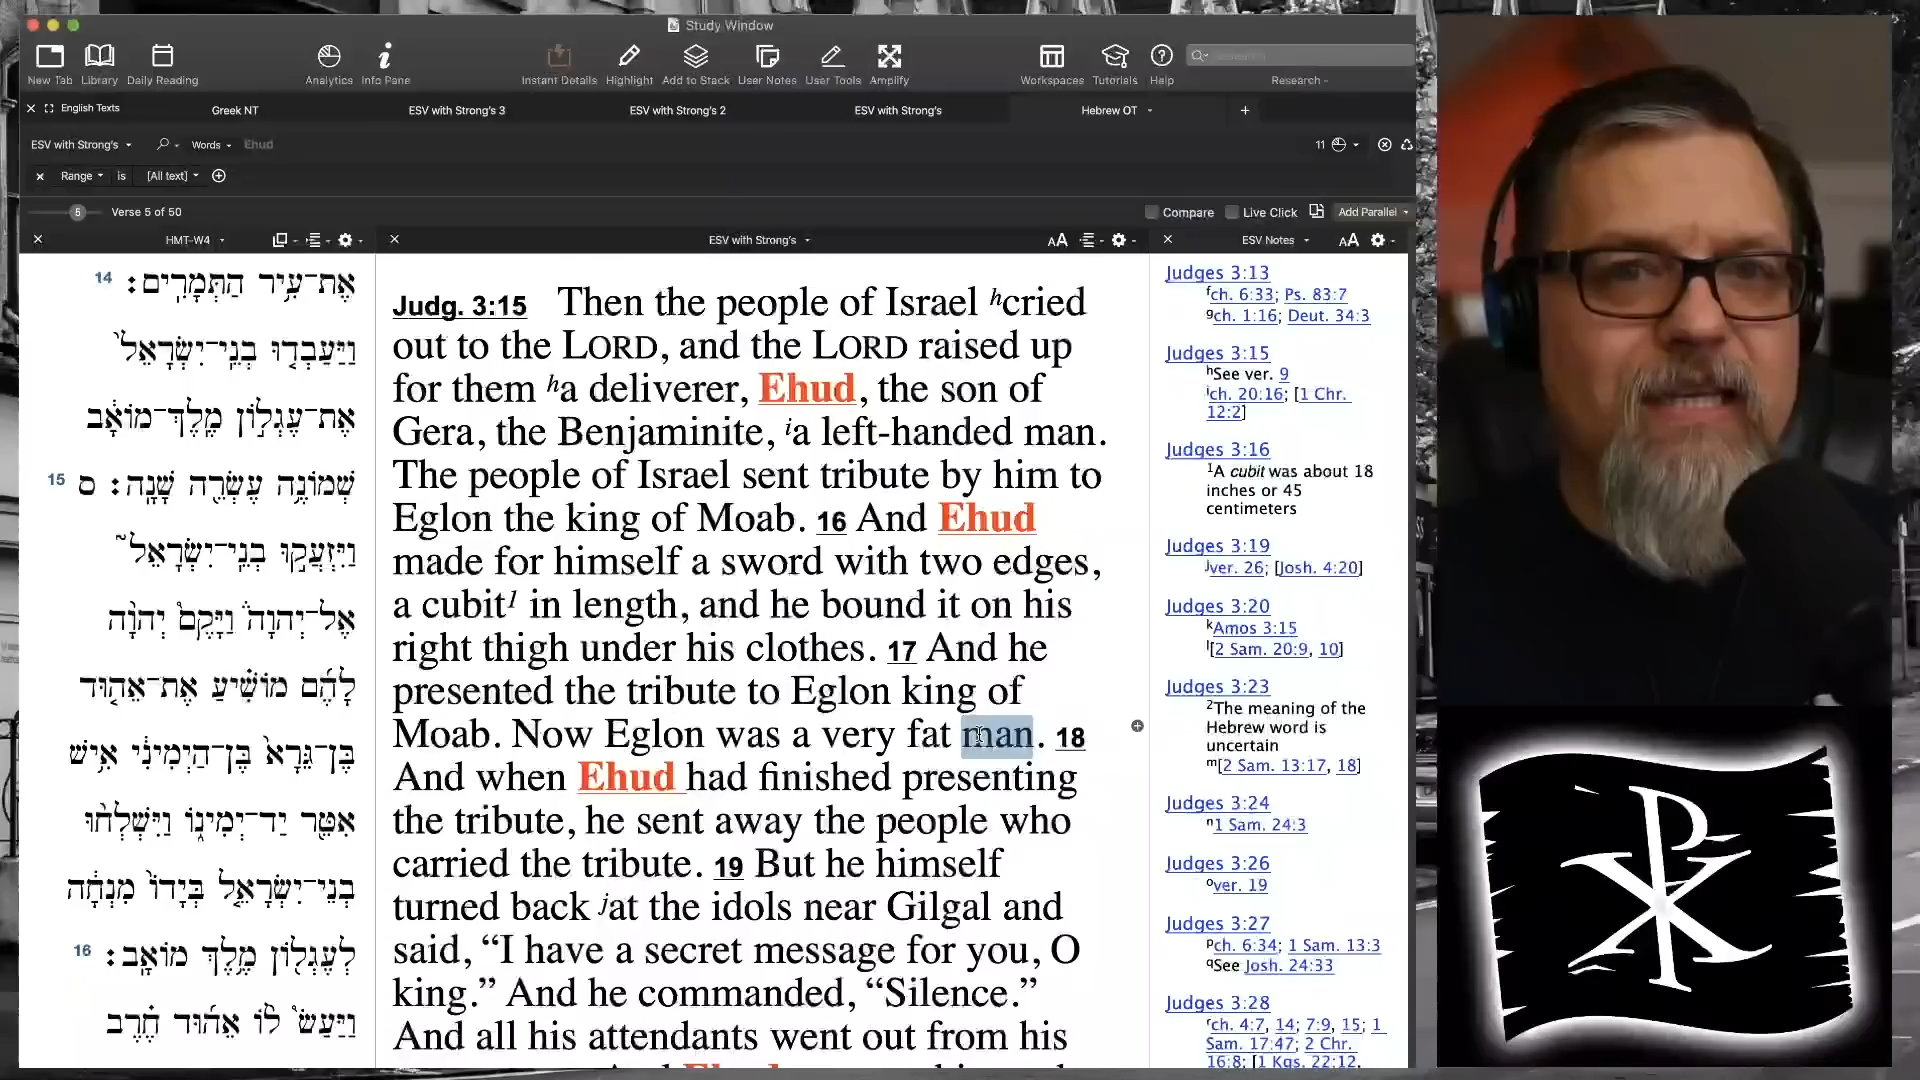 Study Window
New Tab
Library
Daily Reading
Analytics
Info Pane
Instant Details
Highlight
Add to Stack
User Notes
User Tools
Amplify
Workspaces
Tutorials
Help
Research
English Texts
Greek NT
ESV with Strong's 3
ESV with Strong's 2
ESV with Strong's
Hebrew OT
ESV with Strong's
Words
Ehud
11
Range
is
[All text]
5
Verse 5 of 50
Compare
Live Click
Add Parallel
HMT-W4
ESV with Strong's
ESV Notes
אֶת־עִ֥יר הַתְּמָרִֽים׃ 14
וַיַּעַבְד֤וּ בְנֵֽי־יִשְׂרָאֵל֙
אֶת־עֶגְל֣וֹן מֶֽלֶךְ־מוֹאָ֔ב
שְׁמוֹנֶ֥ה עֶשְׂרֵ֖ה שָׁנָֽה׃ ס 15
וַיִּזְעֲק֣וּ בְנֵֽי־יִשְׂרָאֵל֮
אֶל־יְהוָה֒ וַיָּקֶם֩ יְהוָ֨ה
לָהֶ֜ם מוֹשִׁ֗יעַ אֶת־אֵה֤וּד
בֶּן־גֵּרָא֙ בֶּן־הַיְמִינִ֔י אִ֥ישׁ
אִטֵּ֖ר יַד־יְמִינ֑וֹ וַיִּשְׁלְח֨וּ
בְנֵי־יִשְׂרָאֵ֤ל בְּיָדוֹ֙ מִנְחָ֔ה
לְעֶגְל֖וֹן מֶ֥לֶךְ מוֹאָֽב׃ 16
וַיַּעַשׂ֩ ל֨וֹ אֵה֜וּד חֶ֗רֶב
Judg. 3:15 Then the people of Israel hcried
out to the LORD, and the LORD raised up
for them ha deliverer, Ehud, the son of
Gera, the Benjaminite, ia left-handed man.
The people of Israel sent tribute by him to
Eglon the king of Moab. 16 And Ehud
made for himself a sword with two edges,
a cubit1 in length, and he bound it on his
right thigh under his clothes. 17 And he
presented the tribute to Eglon king of
Moab. Now Eglon was a very fat man. 18
And when Ehud had finished presenting
the tribute, he sent away the people who
carried the tribute. 19 But he himself
turned back jat the idols near Gilgal and
said, “I have a secret message for you, O
king.” And he commanded, “Silence.”
And all his attendants went out from his
Judges 3:13
fch. 6:33; Ps. 83:7
gch. 1:16; Deut. 34:3
Judges 3:15
hSee ver. 9
ich. 20:16; [1 Chr.
12:2]
Judges 3:16
1A cubit was about 18
inches or 45
centimeters
Judges 3:19
jver. 26; [Josh. 4:20]
Judges 3:20
kAmos 3:15
l[2 Sam. 20:9, 10]
Judges 3:23
2The meaning of the
Hebrew word is
uncertain
m[2 Sam. 13:17, 18]
Judges 3:24
n1 Sam. 24:3
Judges 3:26
over. 19
Judges 3:27
pch. 6:34; 1 Sam. 13:3
qSee Josh. 24:33
Judges 3:28
rch. 4:7, 14; 7:9, 15; 1
Sam. 17:47; 2 Chr.
16:8; [1 Kgs. 22:12,